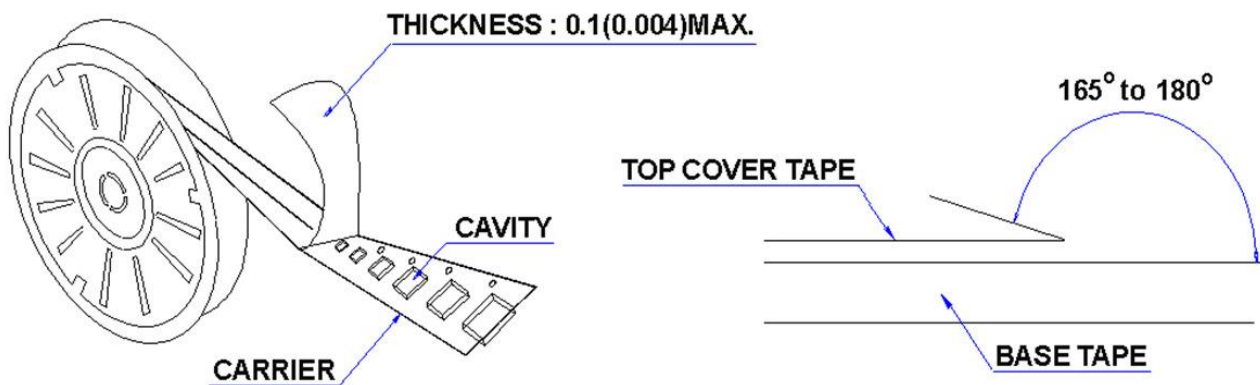 THICKNESS : 0.1(0.004)MAX.
165° to 180°
TOP COVER TAPE
CAVITY
BASE TAPE
CARRIER